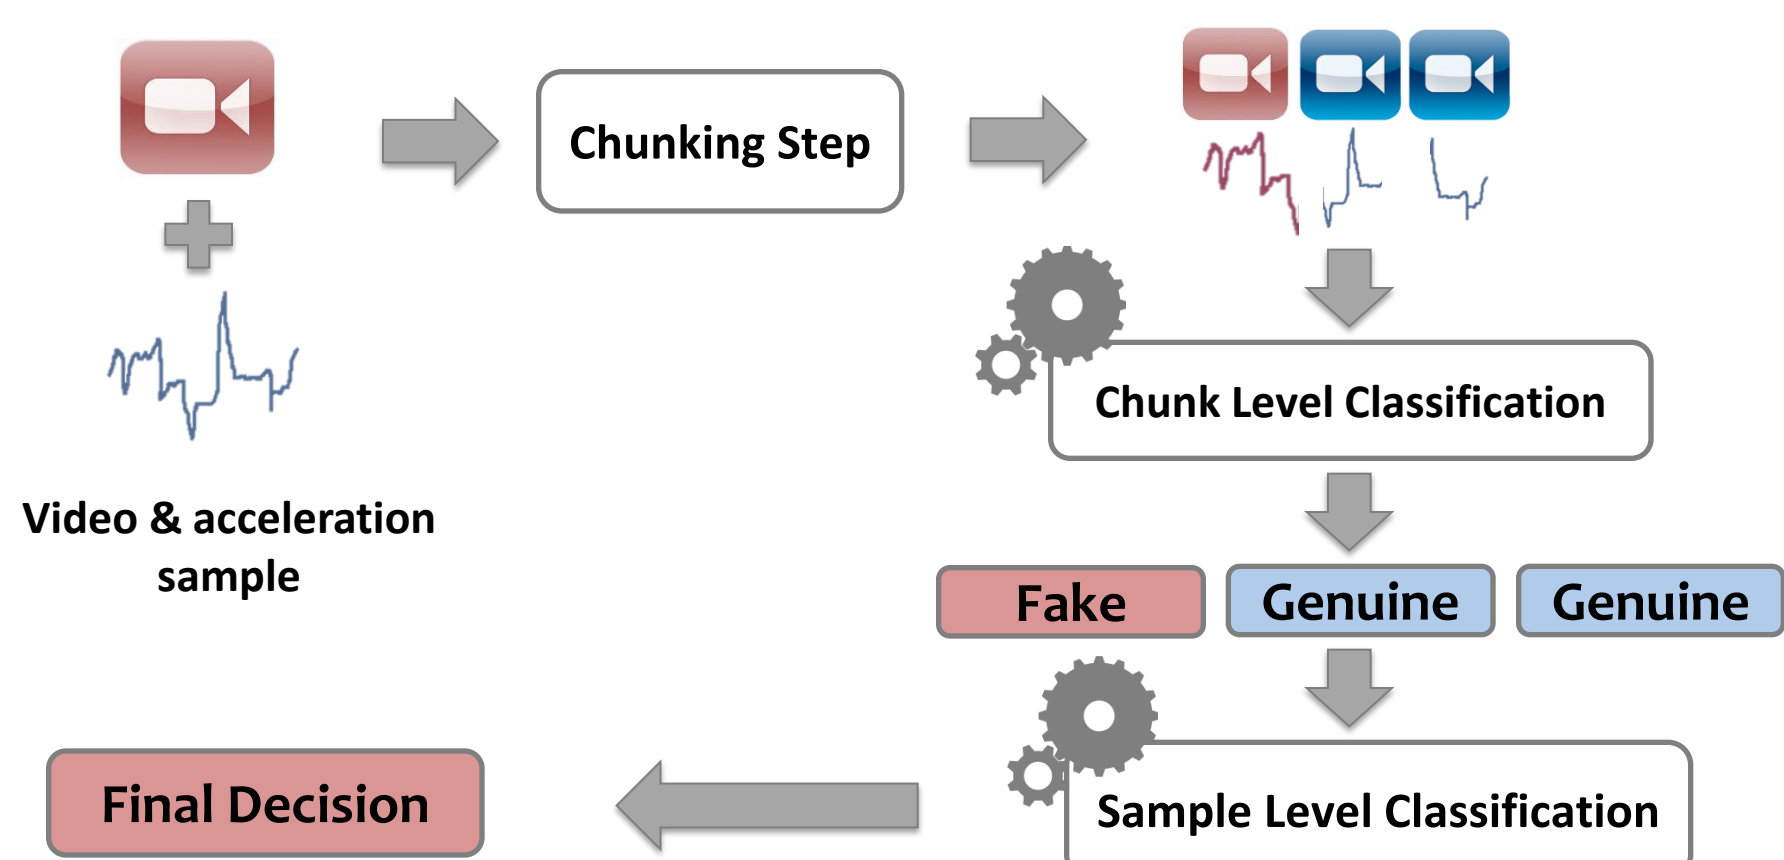 Chunking Step
Chunk Level Classification
Video & acceleration
sample
Fake
Genuine
Genuine
Final Decision
Sample Level Classification